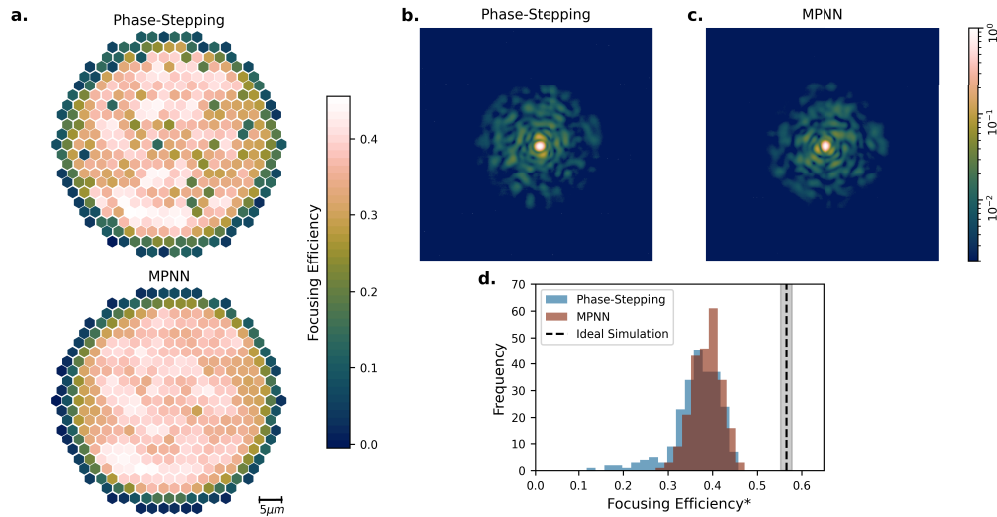 a.
Phase-Stepping
MPNN
5μm
Focusing Efficiency
0.4
0.3
0.2
0.1
0.0
b.
Phase-Stepping
c.
MPNN
10⁰
10⁻¹
10⁻²
d.
Frequency
70
60
50
40
30
20
10
0
Phase-Stepping
MPNN
Ideal Simulation
0.0 0.1 0.2 0.3 0.4 0.5 0.6
Focusing Efficiency*